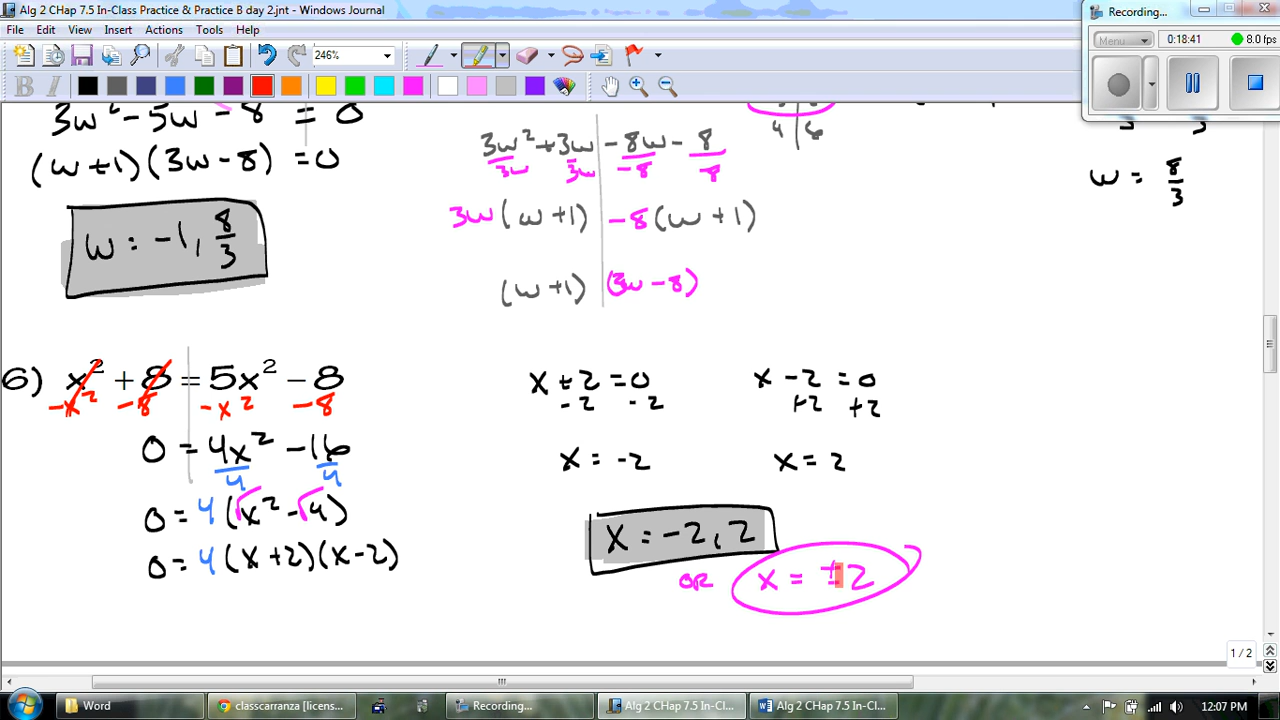 Alg 2 CHap 7.5 In-Class Practice & Practice B day 2.jnt - Windows Journal
File Edit View Insert Actions Tools Help
246%
Recording...
Menu 0:18:41 8.0 fps
3w² - 5w - 8 = 0
(w + 1)(3w - 8) = 0
w = -1, 8/3
4 | 6
3w² + 3w - 8w - 8
3w 3w -8 -8
3w(w + 1) -8(w + 1)
(w + 1) (3w - 8)
3 3
w = 8/3
6) x² + 8 = 5x² - 8
-x² -8 -x² -8
0 = 4x² - 16
4 4
0 = 4(√x² - √4)
0 = 4(x + 2)(x - 2)
x + 2 = 0 x - 2 = 0
-2 -2 +2 +2
x = -2 x = 2
x = -2, 2
OR x = ±2
1 / 2
Word
classcarranza [licens...
Recording...
Alg 2 CHap 7.5 In-Cl...
Alg 2 CHap 7.5 In-Cl...
12:07 PM